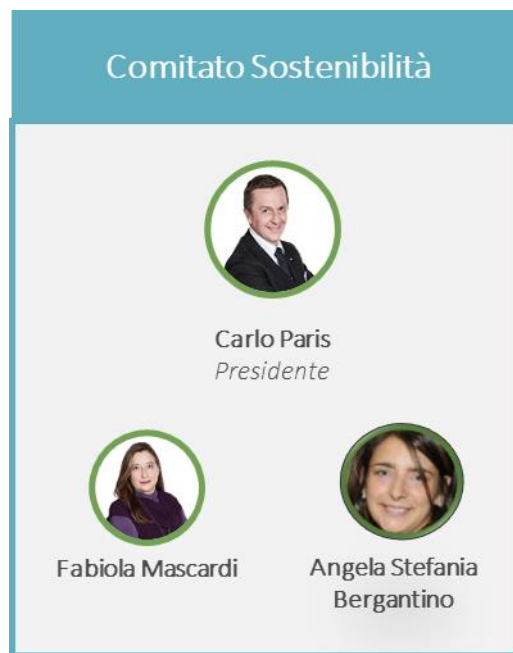 Comitato Sostenibilità
Carlo Paris
Presidente
Fabiola Mascardi
Angela Stefania
Bergantino